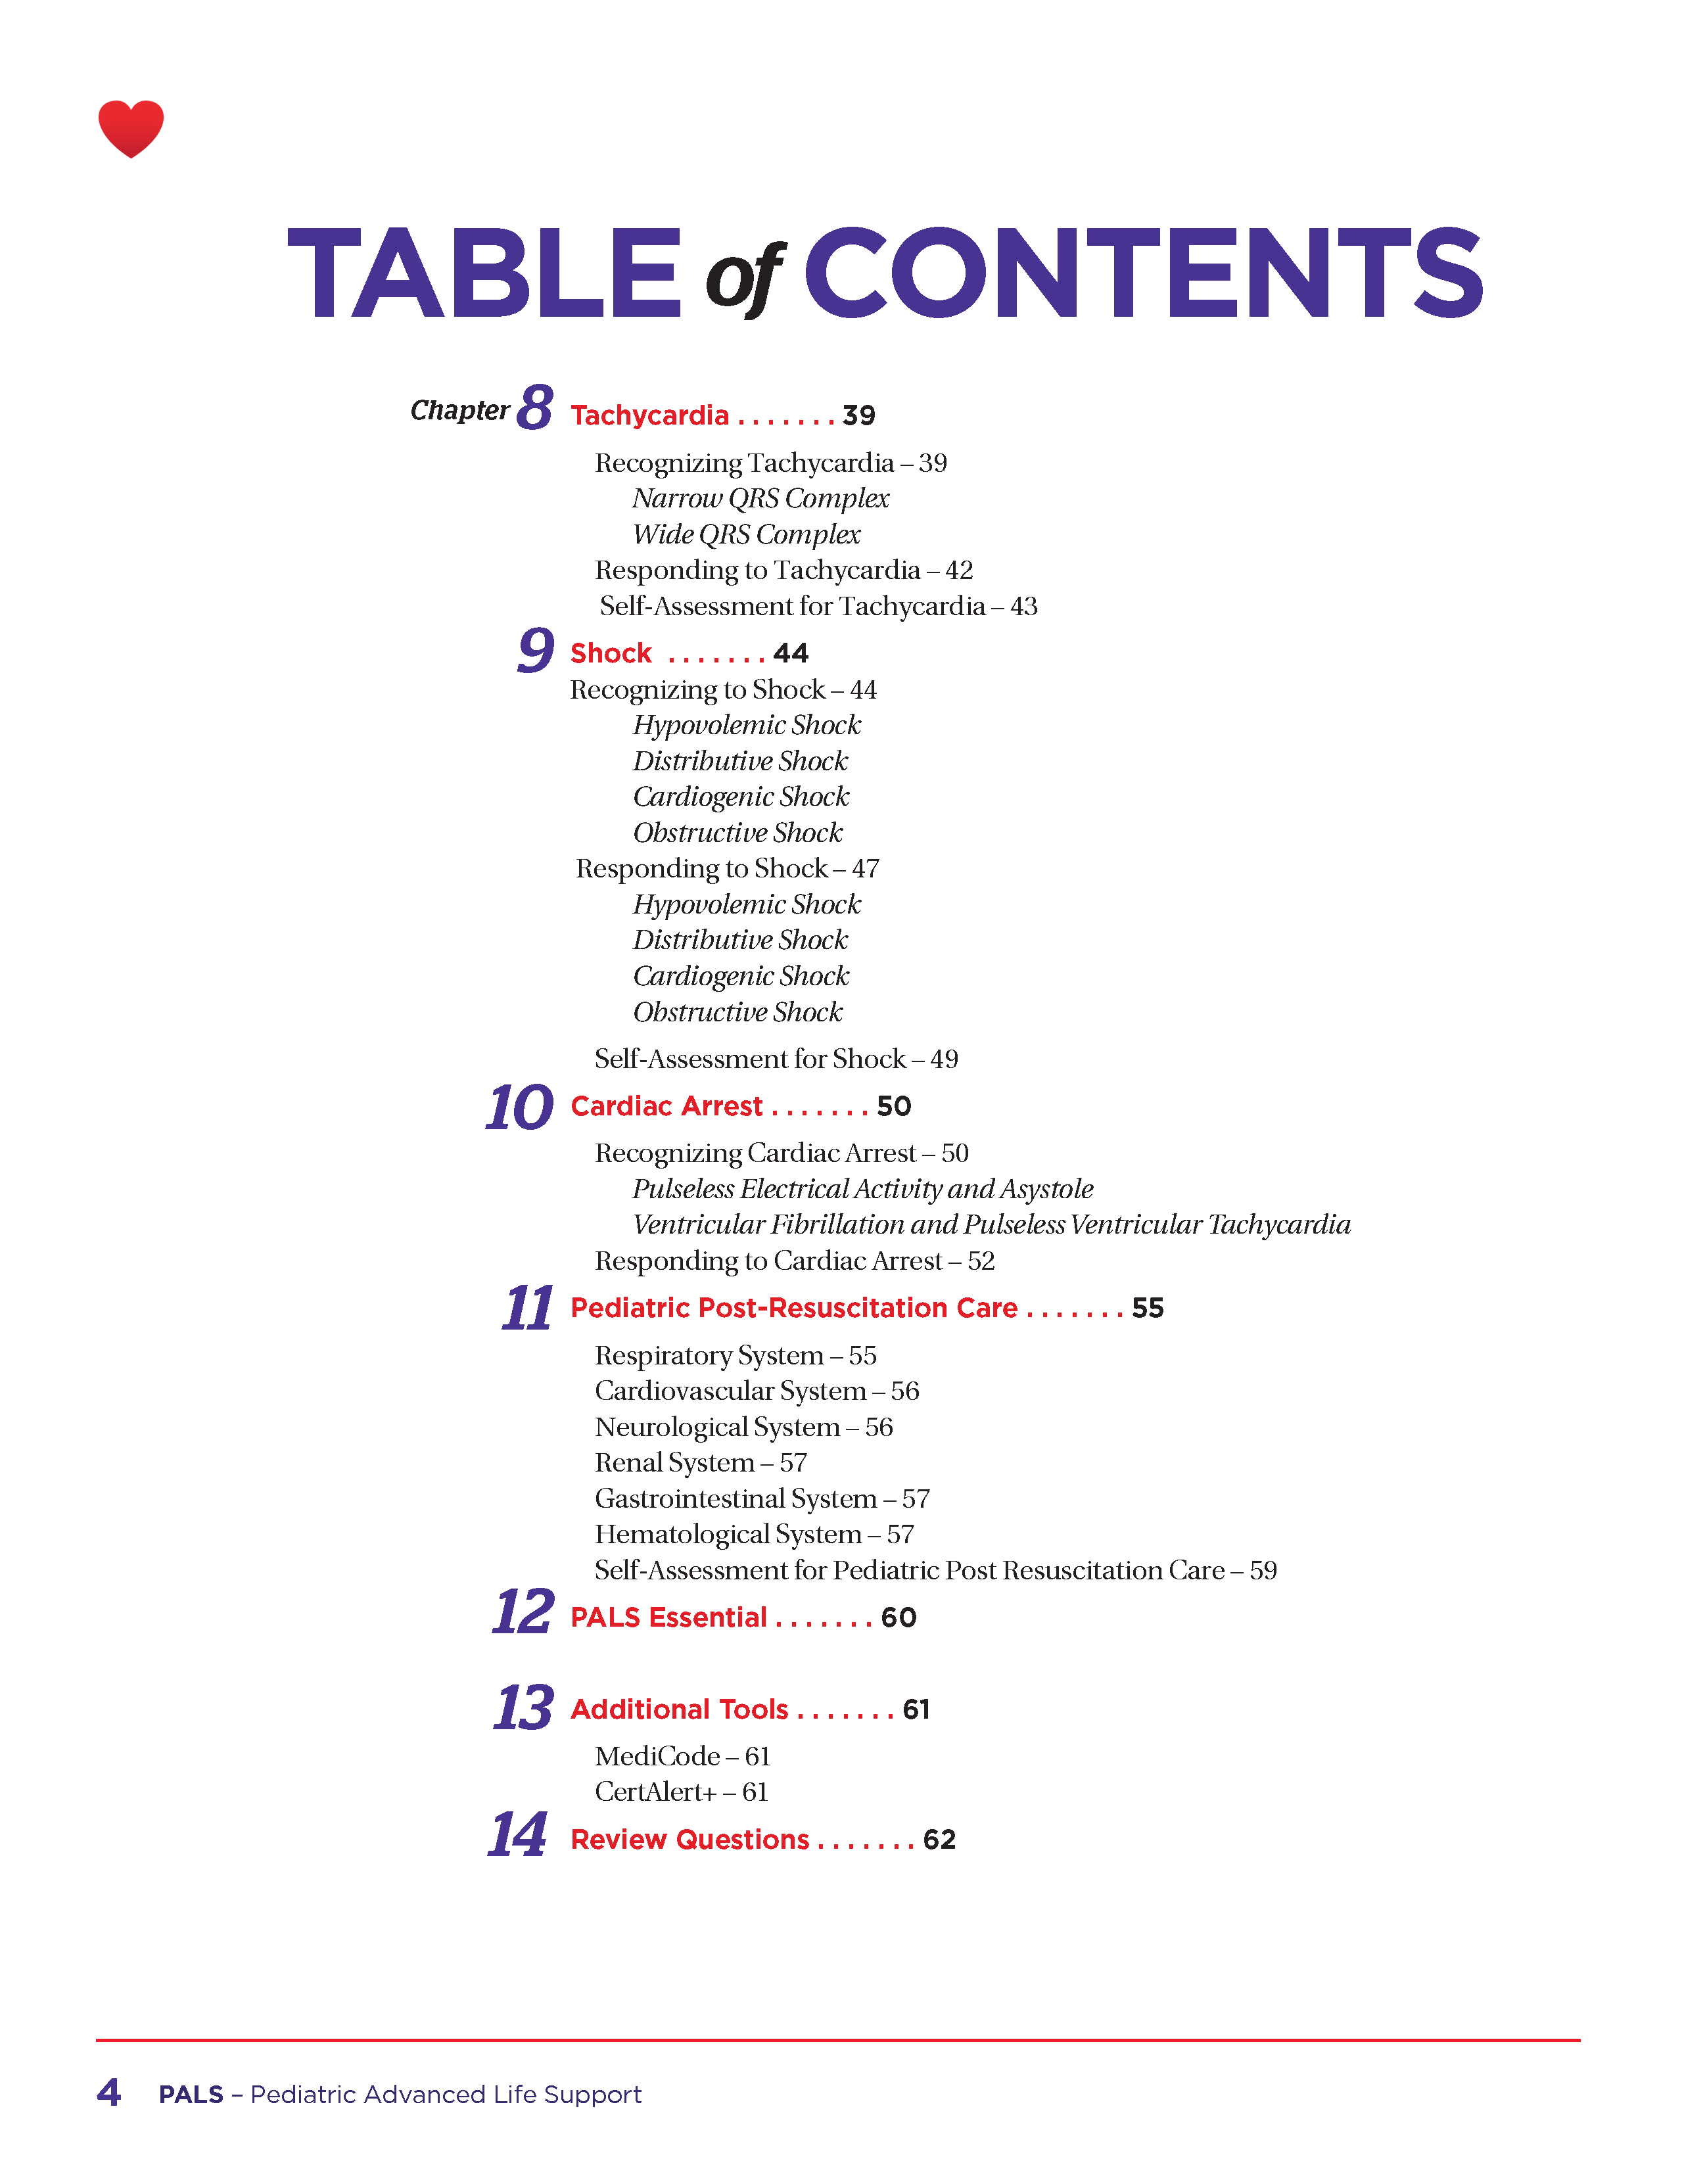 TABLE of CONTENTS
Chapter 8 Tachycardia . . . . . . . 39
Recognizing Tachycardia – 39
Narrow QRS Complex
Wide QRS Complex
Responding to Tachycardia – 42
Self-Assessment for Tachycardia – 43
9 Shock . . . . . . . 44
Recognizing to Shock – 44
Hypovolemic Shock
Distributive Shock
Cardiogenic Shock
Obstructive Shock
Responding to Shock – 47
Hypovolemic Shock
Distributive Shock
Cardiogenic Shock
Obstructive Shock
Self-Assessment for Shock – 49
10 Cardiac Arrest . . . . . . . 50
Recognizing Cardiac Arrest – 50
Pulseless Electrical Activity and Asystole
Ventricular Fibrillation and Pulseless Ventricular Tachycardia
Responding to Cardiac Arrest – 52
11 Pediatric Post-Resuscitation Care . . . . . . . 55
Respiratory System – 55
Cardiovascular System – 56
Neurological System – 56
Renal System – 57
Gastrointestinal System – 57
Hematological System – 57
Self-Assessment for Pediatric Post Resuscitation Care – 59
12 PALS Essential . . . . . . . 60
13 Additional Tools . . . . . . . 61
MediCode – 61
CertAlert+ – 61
14 Review Questions . . . . . . . 62
4 PALS – Pediatric Advanced Life Support